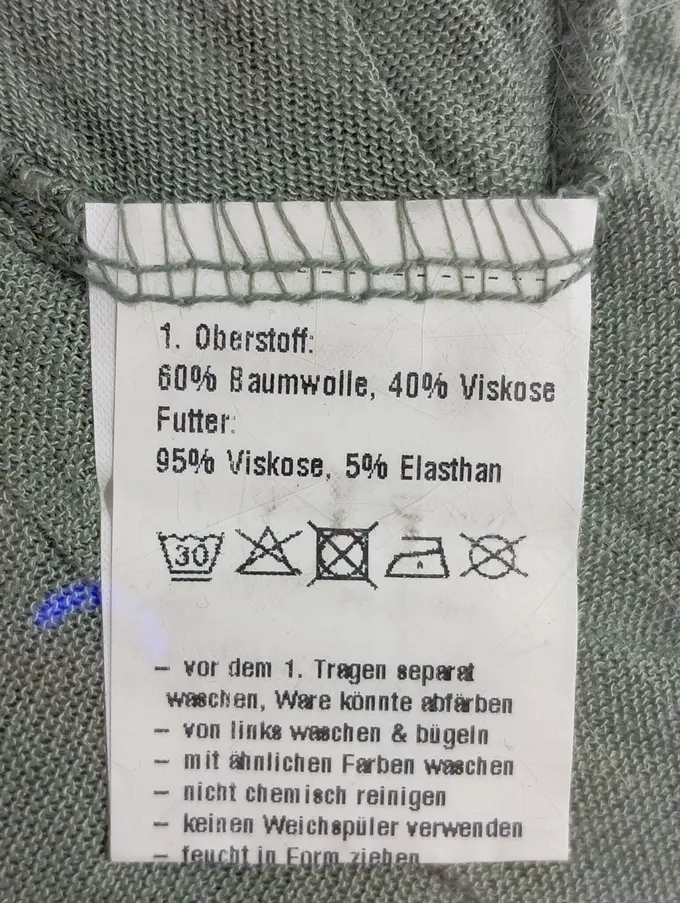 1. Oberstoff:
60% Baumwolle, 40% Viskose
Futter:
95% Viskose, 5% Elasthan
30
– vor dem 1. Tragen separat
waschen, Ware könnte abfärben
– von links waschen & bügeln
– mit ähnlichen Farben waschen
– nicht chemisch reinigen
– keinen Weichspüler verwenden
– feucht in Form ziehen